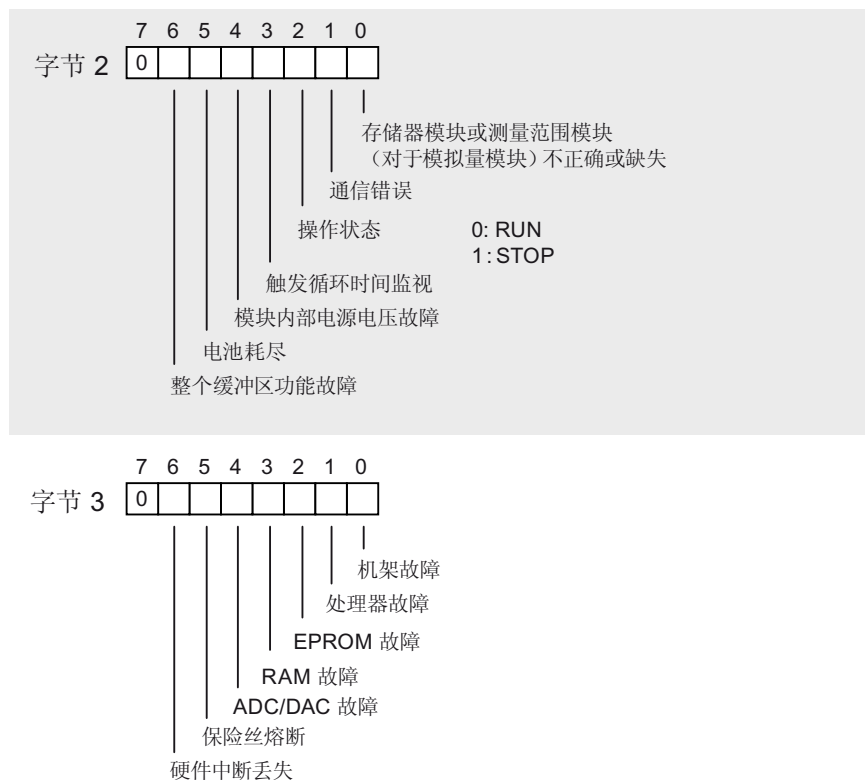 7 6 5 4 3 2 1 0
字节 2 0
存储器模块或测量范围模块
（对于模拟量模块）不正确或缺失
通信错误
操作状态 0: RUN
1: STOP
触发循环时间监视
模块内部电源电压故障
电池耗尽
整个缓冲区功能故障
7 6 5 4 3 2 1 0
字节 3 0
机架故障
处理器故障
EPROM 故障
RAM 故障
ADC/DAC 故障
保险丝熔断
硬件中断丢失